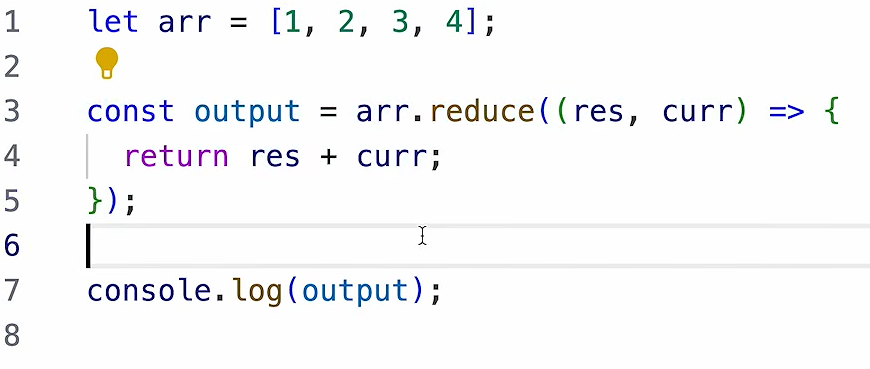 1 let arr = [1, 2, 3, 4];
2
3 const output = arr.reduce((res, curr) => {
4   return res + curr;
5 });
6
7 console.log(output);
8